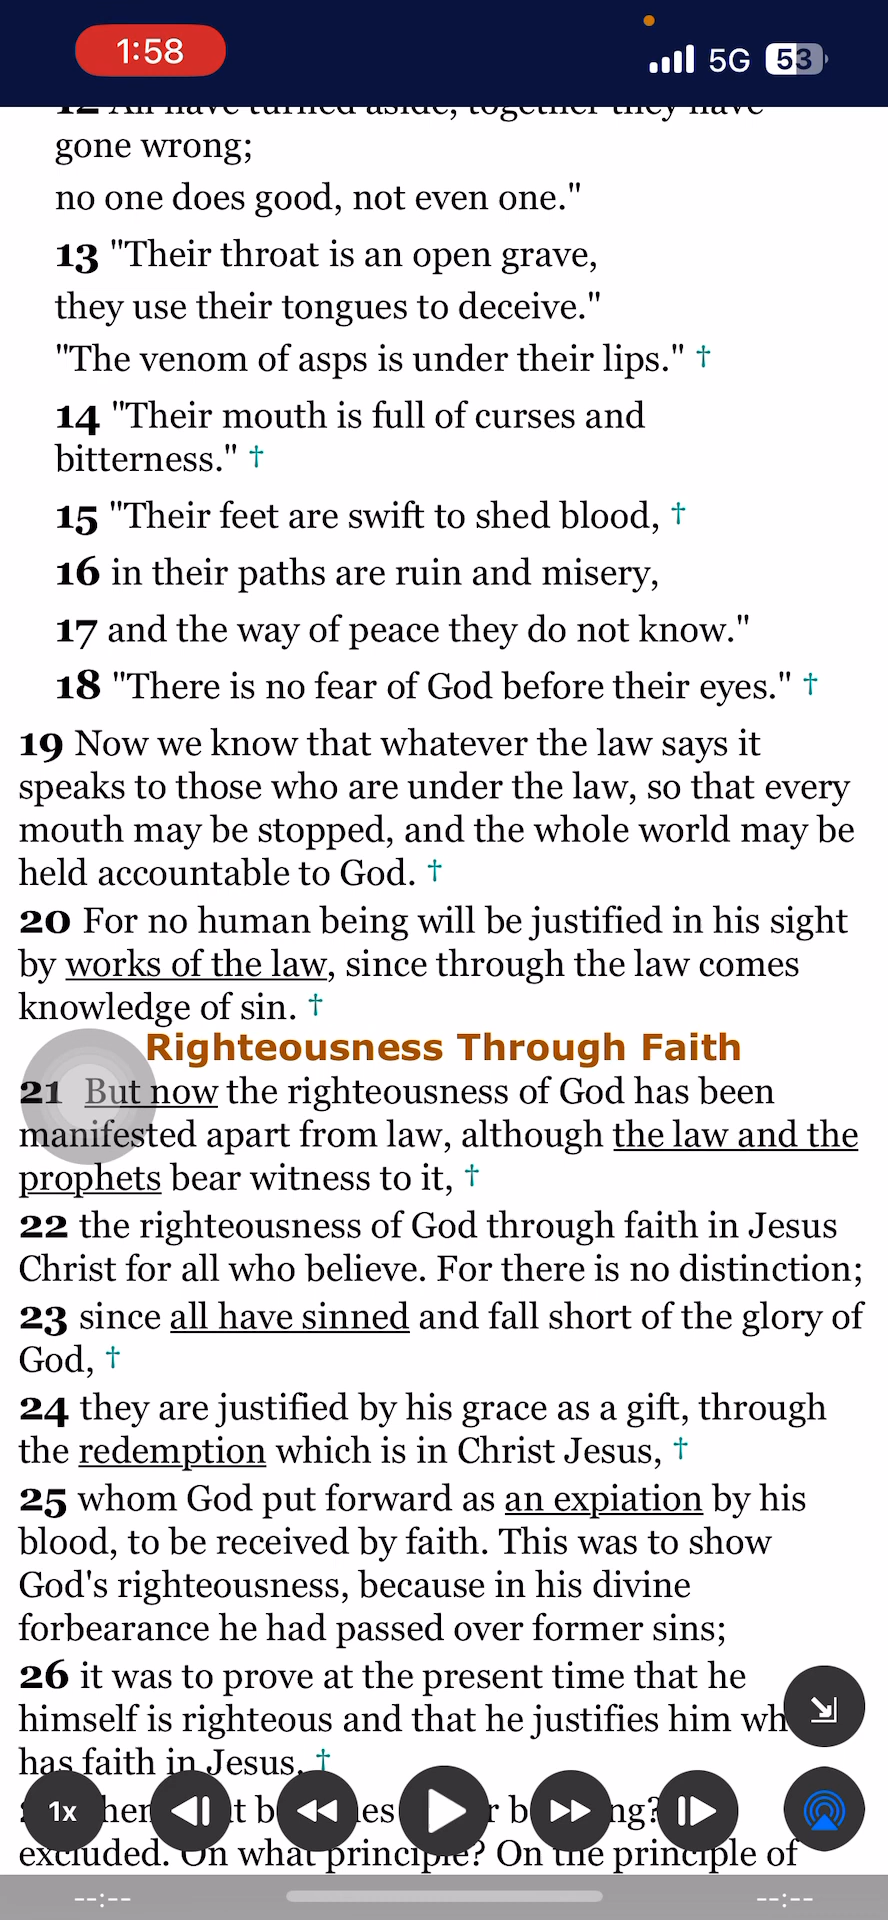 1:58
5G 53
12 All have turned aside, together they have
gone wrong;
no one does good, not even one."
13 "Their throat is an open grave,
they use their tongues to deceive."
"The venom of asps is under their lips." †
14 "Their mouth is full of curses and
bitterness." †
15 "Their feet are swift to shed blood, †
16 in their paths are ruin and misery,
17 and the way of peace they do not know."
18 "There is no fear of God before their eyes." †
19 Now we know that whatever the law says it
speaks to those who are under the law, so that every
mouth may be stopped, and the whole world may be
held accountable to God. †
20 For no human being will be justified in his sight
by works of the law, since through the law comes
knowledge of sin. †
Righteousness Through Faith
21 But now the righteousness of God has been
manifested apart from law, although the law and the
prophets bear witness to it, †
22 the righteousness of God through faith in Jesus
Christ for all who believe. For there is no distinction;
23 since all have sinned and fall short of the glory of
God, †
24 they are justified by his grace as a gift, through
the redemption which is in Christ Jesus, †
25 whom God put forward as an expiation by his
blood, to be received by faith. This was to show
God's righteousness, because in his divine
forbearance he had passed over former sins;
26 it was to prove at the present time that he
himself is righteous and that he justifies him
has faith in Jesus. †
1x
excluded. On what principle? On the principle of
--:-- --:--